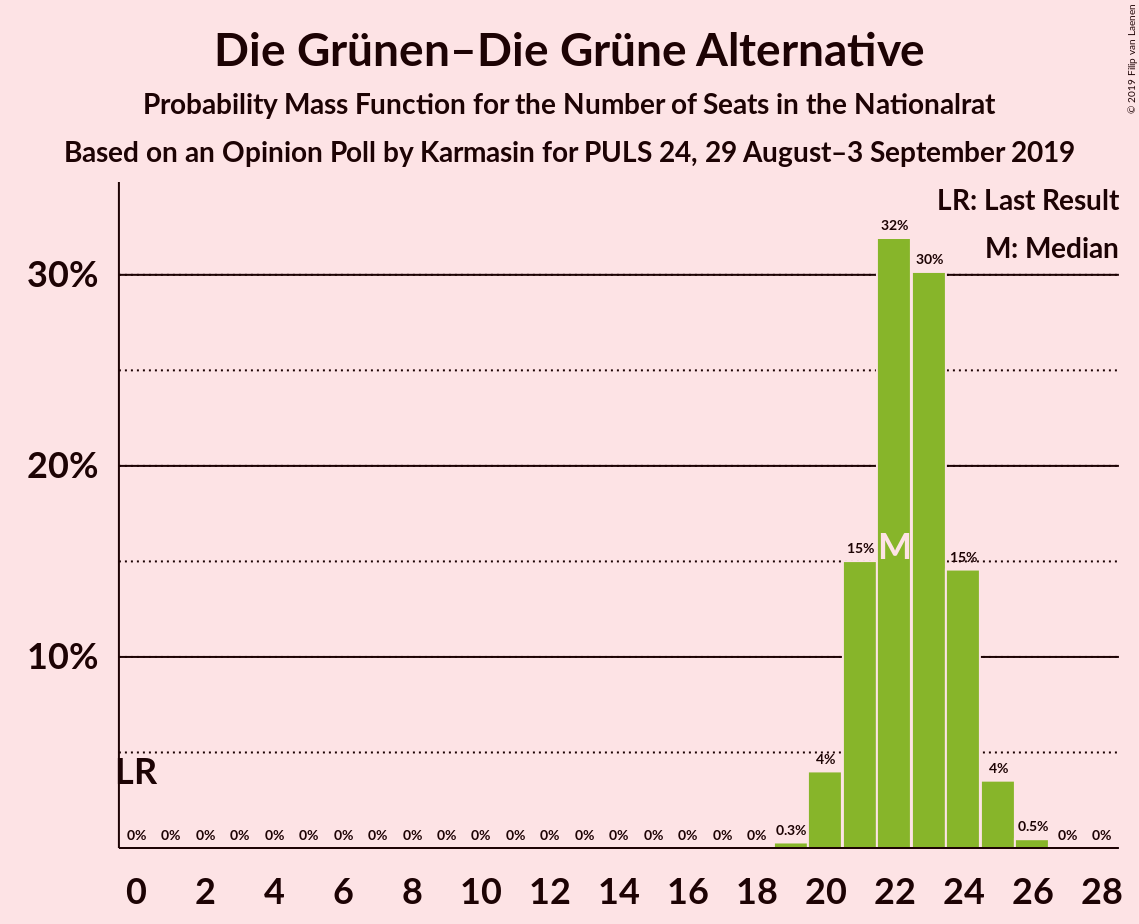 Die Grünen–Die Grüne Alternative
Probability Mass Function for the Number of Seats in the Nationalrat
Based on an Opinion Poll by Karmasin for PULS 24, 29 August–3 September 2019
© 2019 Filip van Laenen
LR: Last Result
M: Median
32%
30%
30%
20%
15%
M
15%
10%
LR
4%
4%
0% 0% 0% 0% 0% 0% 0% 0% 0% 0% 0% 0% 0% 0% 0% 0% 0% 0% 0% 0.3% 0.5% 0% 0%
0 2 4 6 8 10 12 14 16 18 20 22 24 26 28